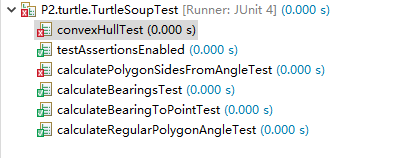 P2.turtle.TurtleSoupTest [Runner: JUnit 4] (0.000 s)
convexHullTest (0.000 s)
testAssertionsEnabled (0.000 s)
calculatePolygonSidesFromAngleTest (0.000 s)
calculateBearingsTest (0.000 s)
calculateBearingToPointTest (0.000 s)
calculateRegularPolygonAngleTest (0.000 s)